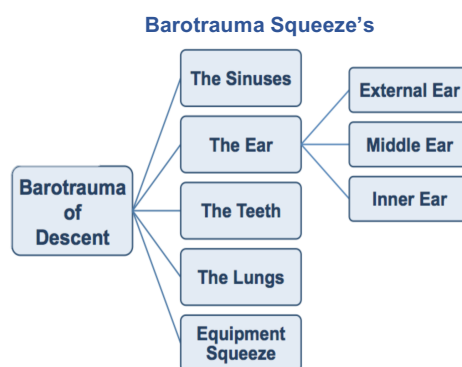 Barotrauma Squeeze's
The Sinuses
External Ear
The Ear
Middle Ear
Barotrauma
of
Descent
Inner Ear
The Teeth
The Lungs
Equipment
Squeeze